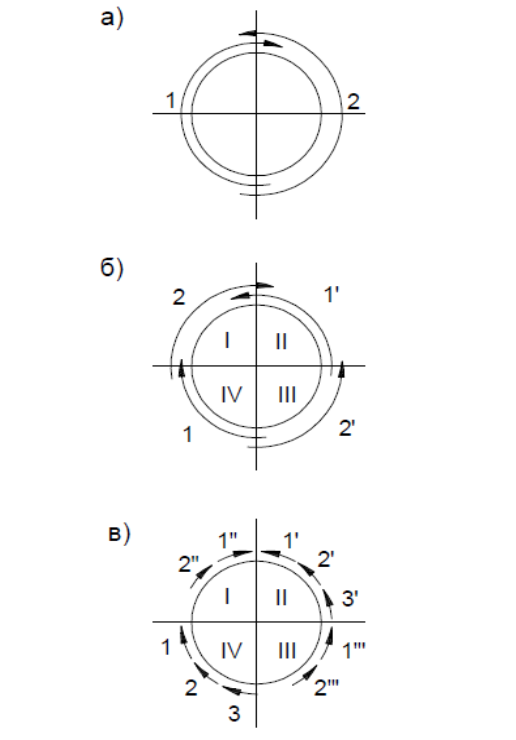 а)
1 2
б)
2 1'
I II
IV III
1 2'
в)
1" 1'
2" 2'
I II 3'
1 IV III 1'"
2 2'"
3